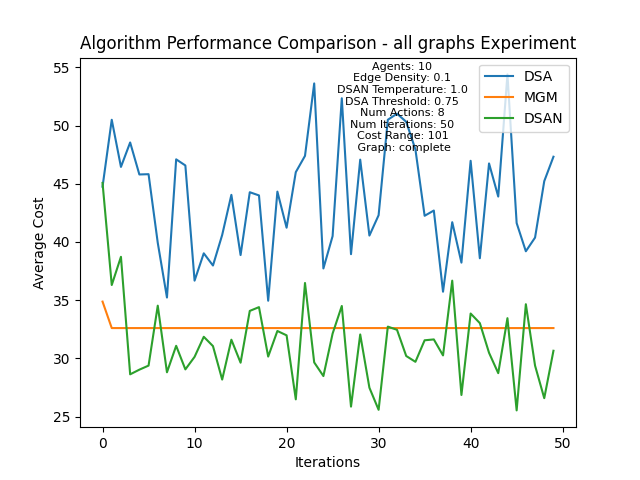 Algorithm Performance Comparison - all graphs Experiment
Agents: 10
Edge Density: 0.1
DSAN Temperature: 1.0
DSA Threshold: 0.75
Num Actions: 8
Num Iterations: 50
Cost Range: 101
Graph: complete
DSA
MGM
DSAN
Average Cost
55
50
45
40
35
30
25
0 10 20 30 40 50
Iterations